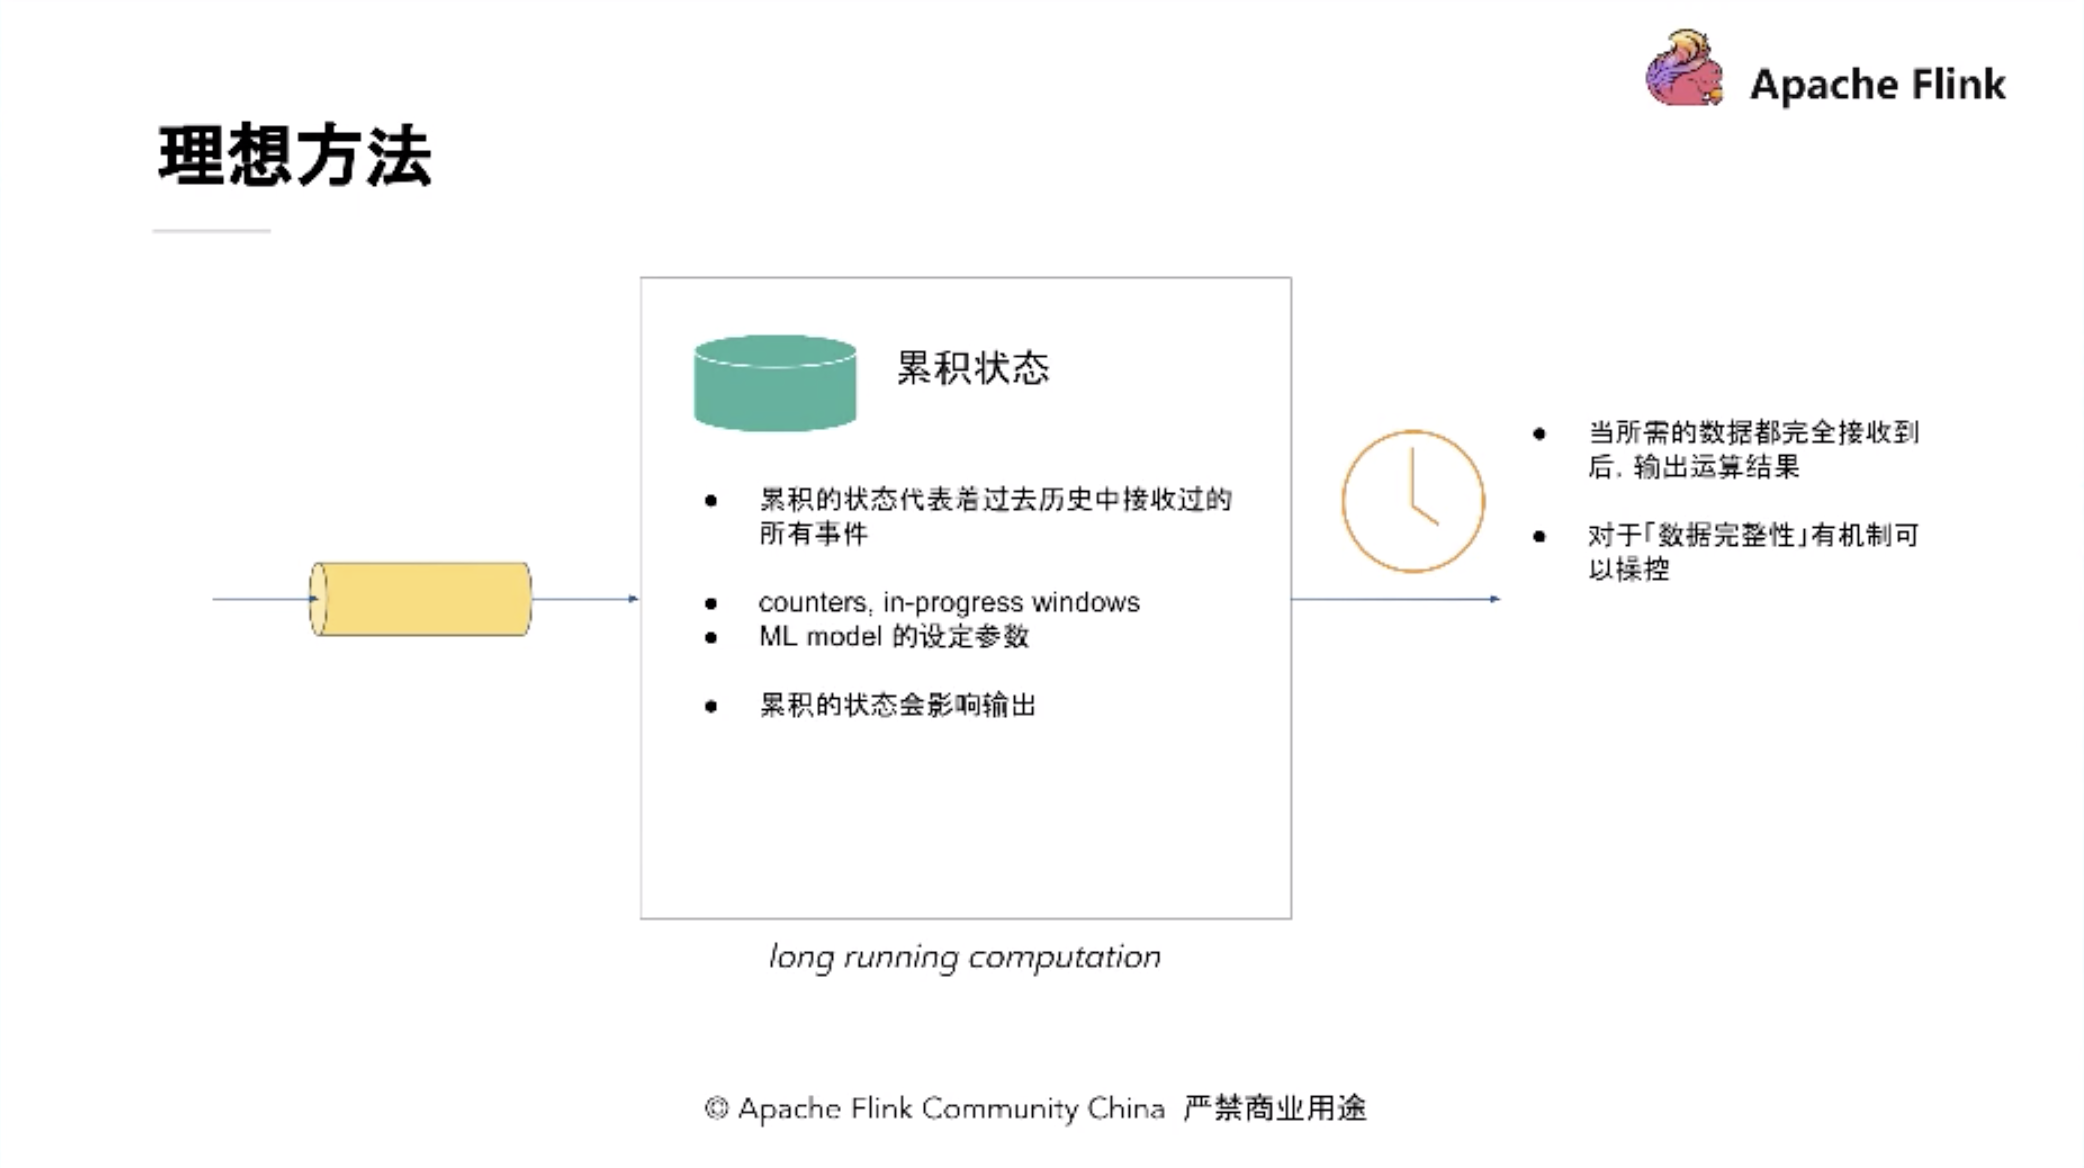 Apache Flink
理想方法
累积状态
累积的状态代表着过去历史中接收过的
所有事件
counters, in-progress windows
ML model 的设定参数
累积的状态会影响输出
当所需的数据都完全接收到
后，输出运算结果
对于「数据完整性」有机制可
以操控
long running computation
© Apache Flink Community China 严禁商业用途